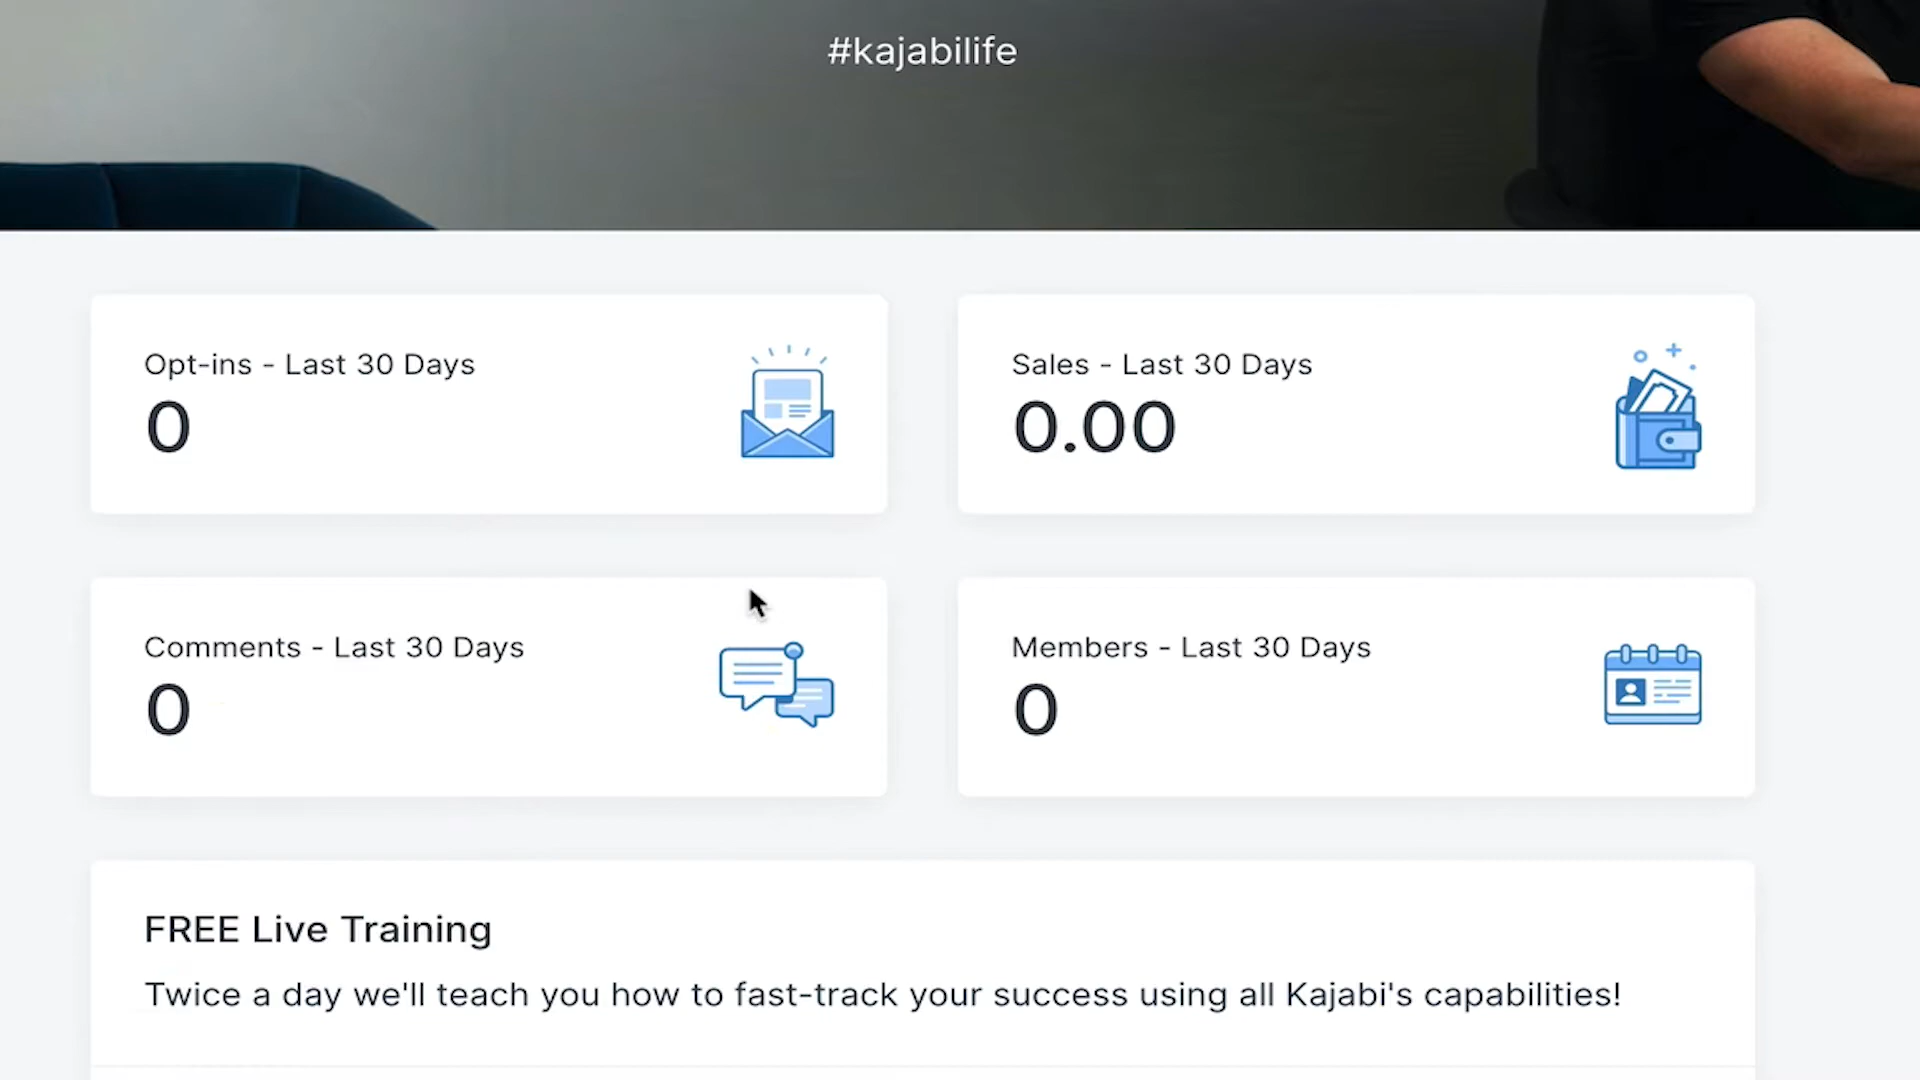 #kajabilife
Opt-ins - Last 30 Days
0
Sales - Last 30 Days
0.00
Comments - Last 30 Days
0
Members - Last 30 Days
0
FREE Live Training
Twice a day we'll teach you how to fast-track your success using all Kajabi's capabilities!